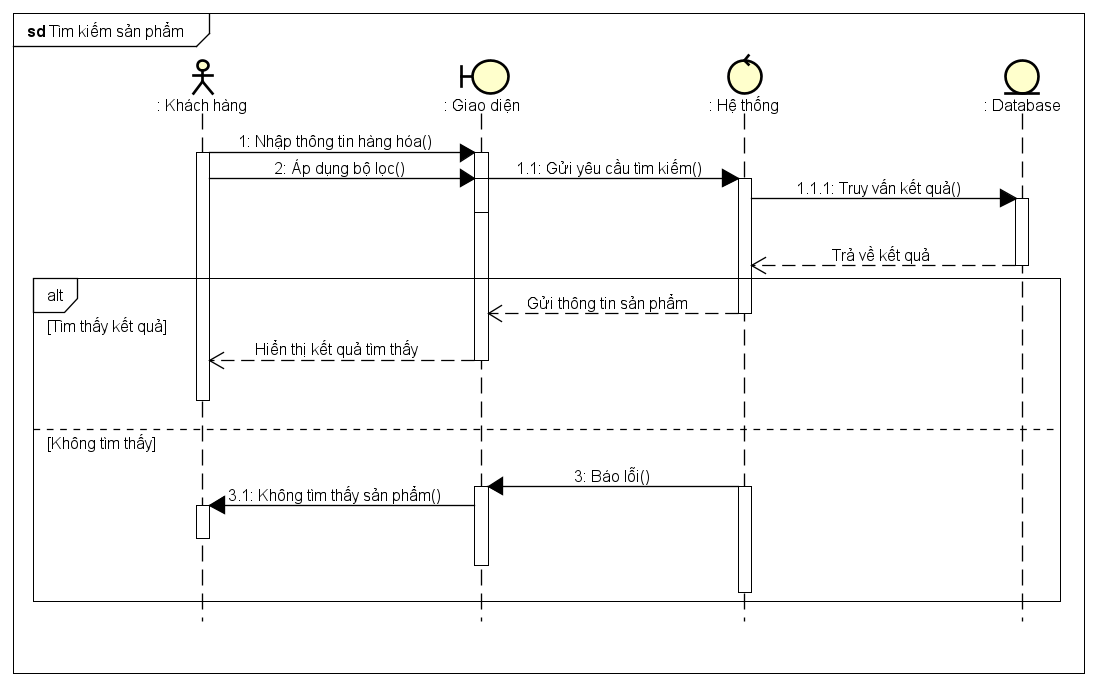 sd Tìm kiếm sản phẩm
: Khách hàng
: Giao diện
: Hệ thống
: Database
1: Nhập thông tin hàng hóa()
2: Áp dụng bộ lọc()
1.1: Gửi yêu cầu tìm kiếm()
1.1.1: Truy vấn kết quả()
Trả về kết quả
alt
Gửi thông tin sản phẩm
[Tìm thấy kết quả]
Hiển thị kết quả tìm thấy
[Không tìm thấy]
3: Báo lỗi()
3.1: Không tìm thấy sản phẩm()